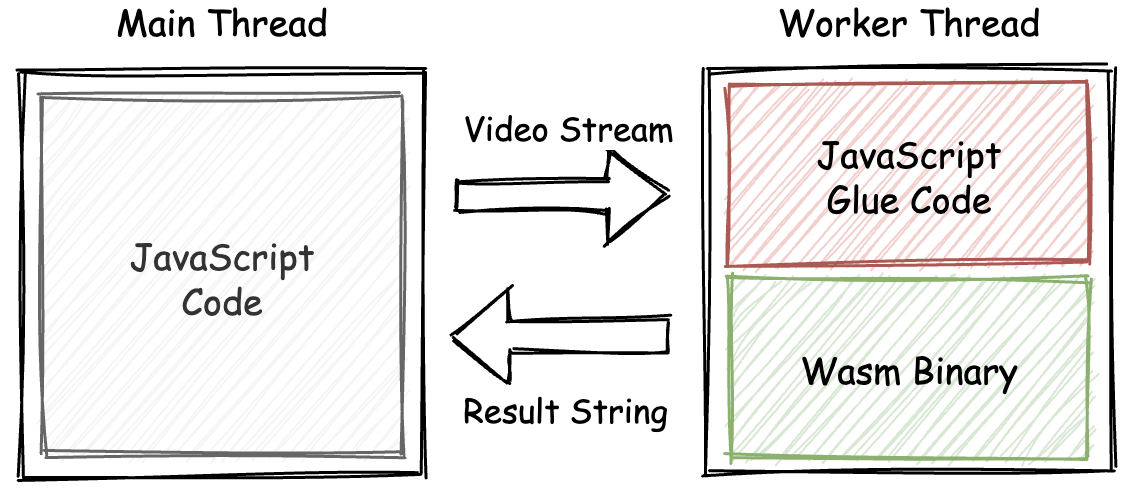 Main Thread
Worker Thread
JavaScript
Code
Video Stream
Result String
JavaScript
Glue Code
Wasm Binary